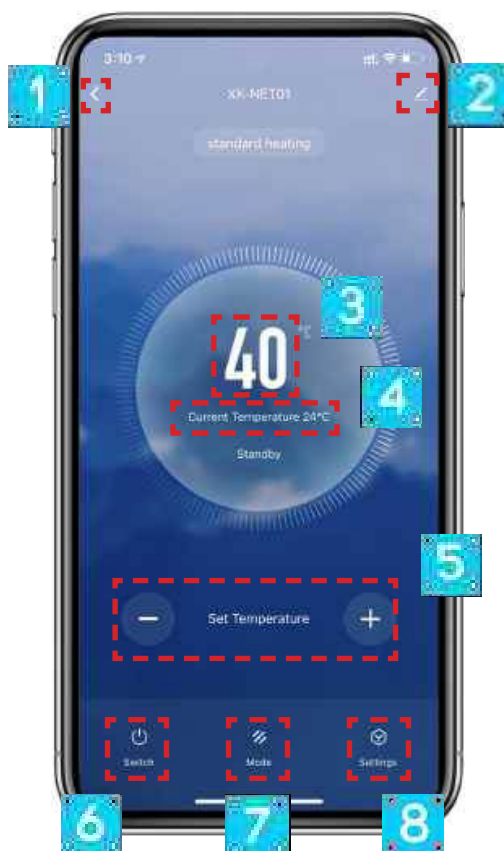 3:10
1
XK-NET01
2
standard heating
3
40 °C
4
Current Temperature 24°C
Standby
5
Set Temperature
Switch
Mode
Settings
6
7
8